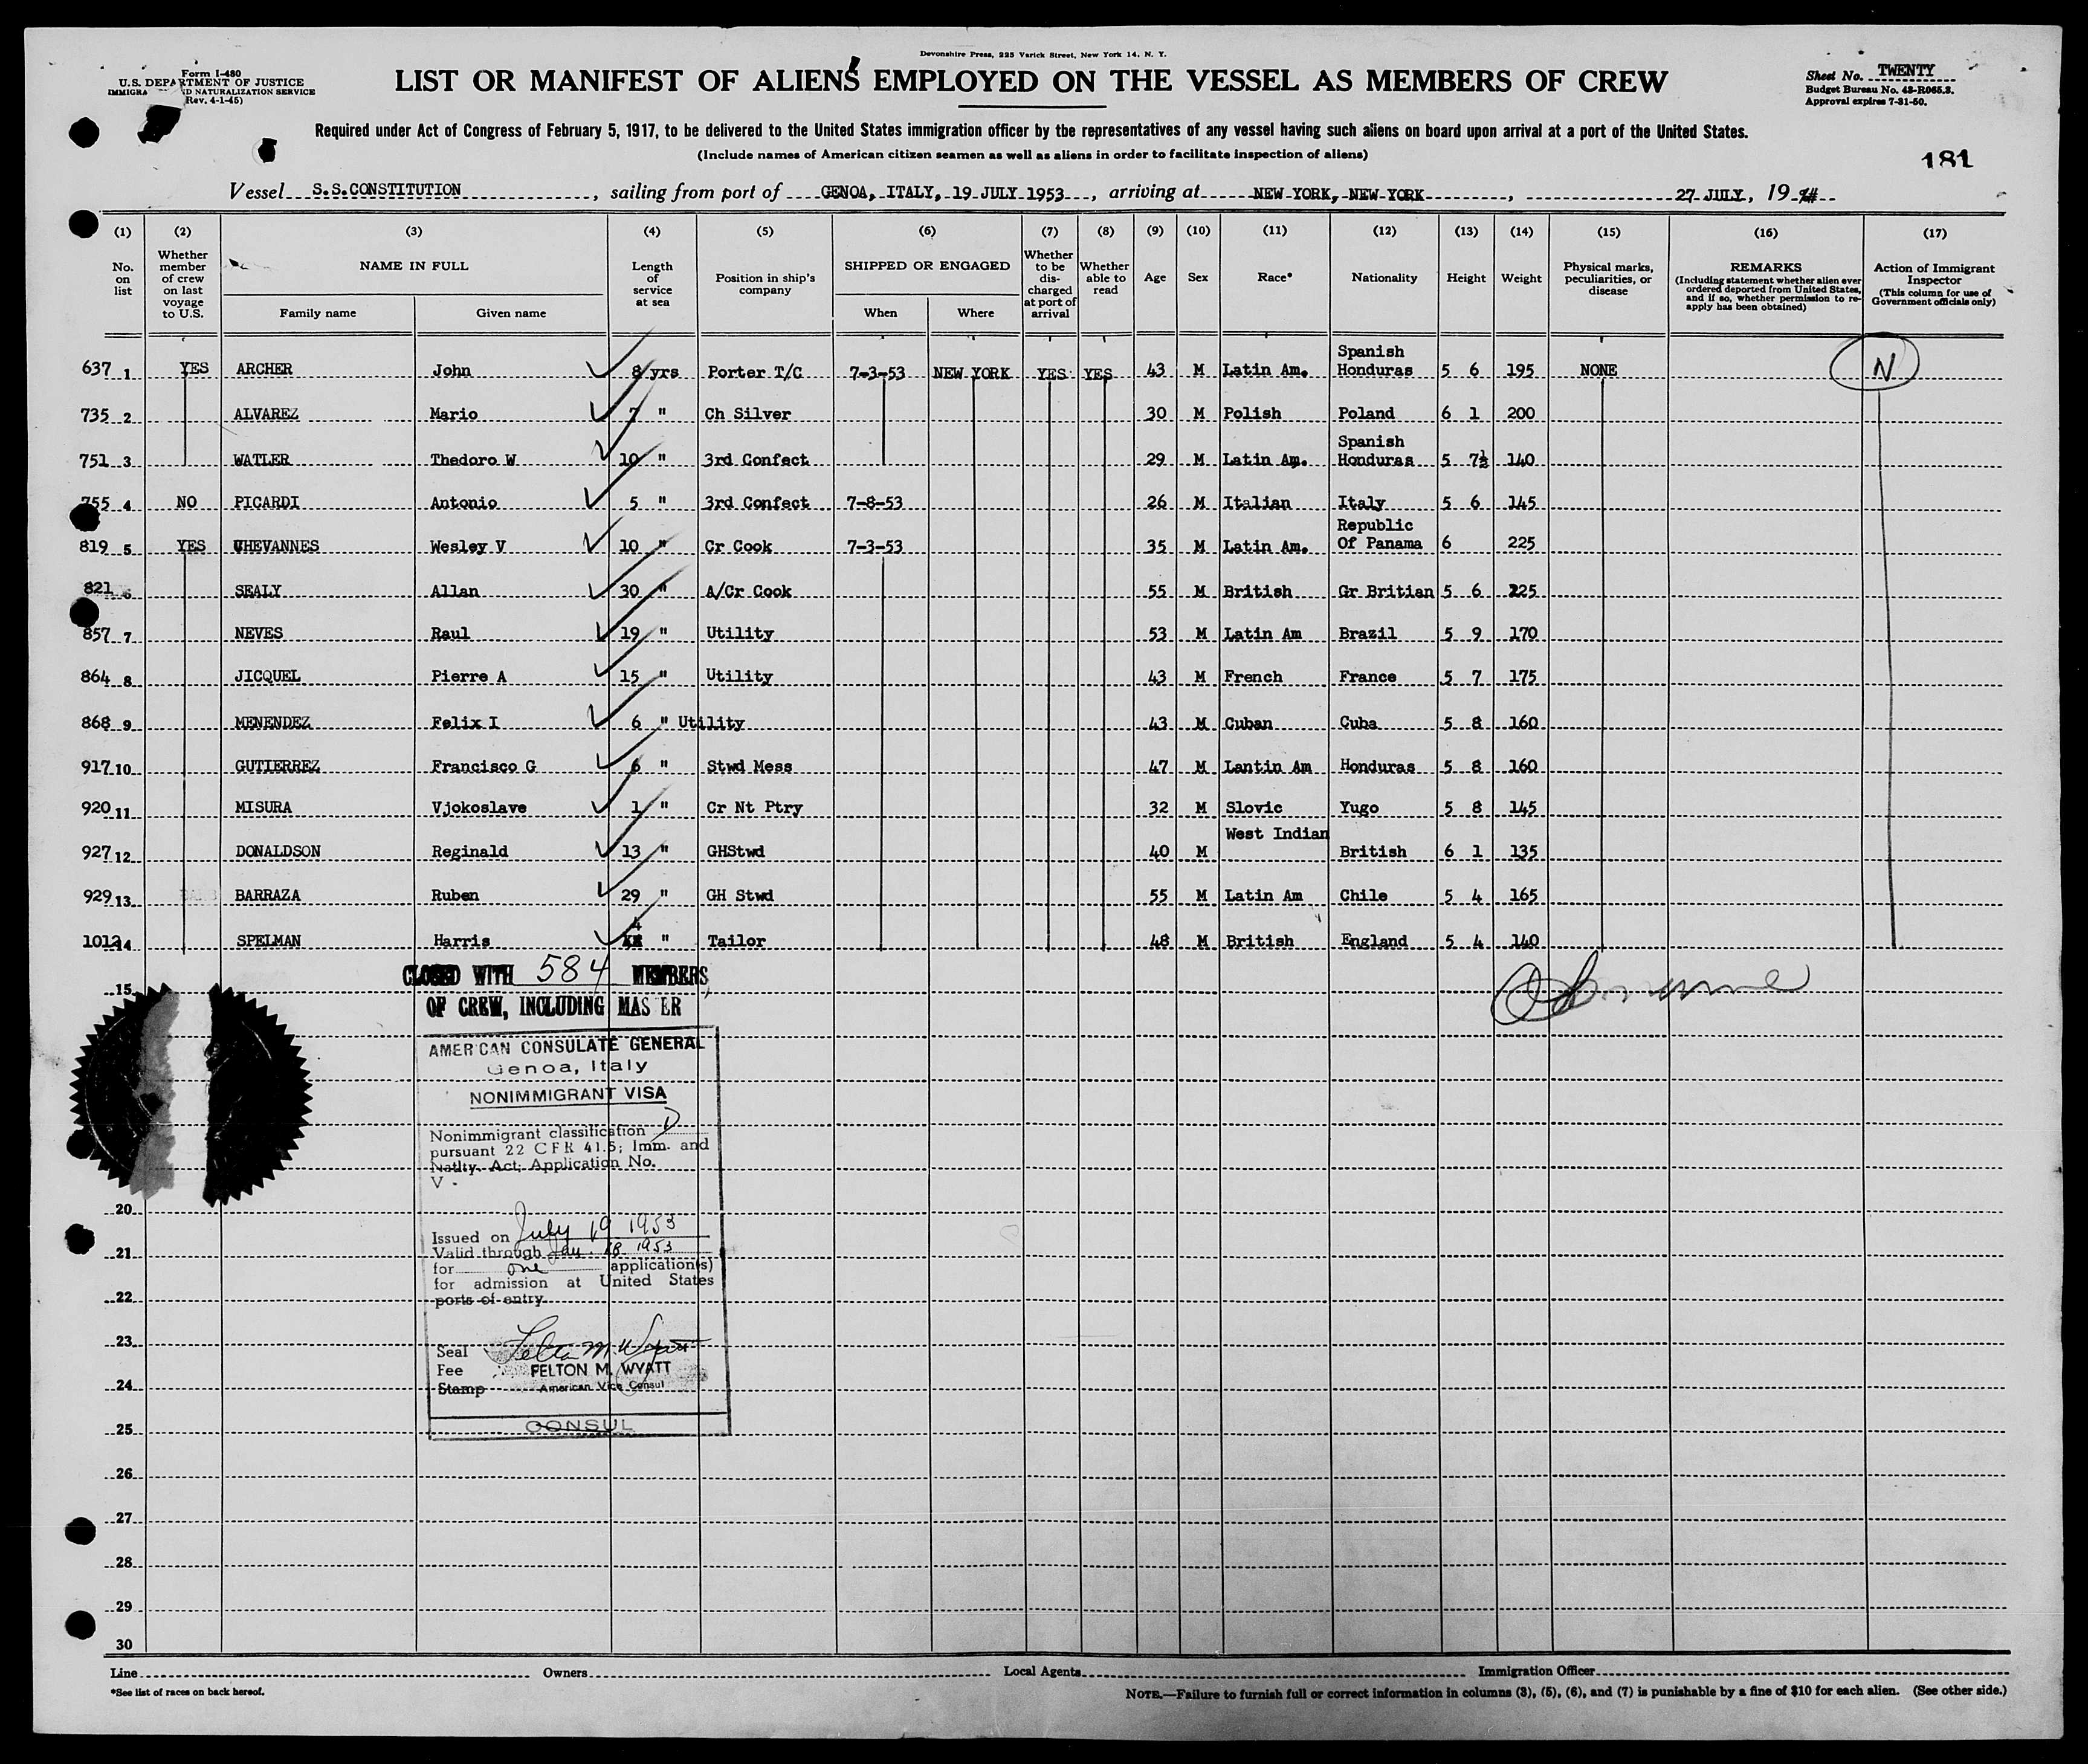 Devonshire Press, 225 Varick Street, New York 14, N. Y.
Form I-480
U.S. DEPARTMENT OF JUSTICE
IMMIGRA ND NATURALIZATION SERVICE
Rev. 4-1-45)
LIST OR MANIFEST OF ALIENS EMPLOYED ON THE VESSEL AS MEMBERS OF CREW
Sheet No. TWENTY
Budget Bureau No. 43-R065.3.
Approval expires 7-31-50.
Required under Act of Congress of February 5, 1917, to be delivered to the United States immigration officer by the representatives of any vessel having such aliens on board upon arrival at a port of the United States.
(Include names of American citizen seamen as well as aliens in order to facilitate inspection of aliens)
181
Vessel S.S.CONSTITUTION, sailing from port of GENOA, ITALY, 19 JULY 1953, arriving at NEW YORK, NEW YORK, 27 JULY, 19
(1) (2) (3) (4) (5) (6) (7) (8) (9) (10) (11) (12) (13) (14) (15) (16) (17)
No. on list
Whether member of crew on last voyage to U.S.
NAME IN FULL
Family name Given name
Length of service at sea
Position in ship's company
SHIPPED OR ENGAGED
When Where
Whether to be discharged at port of arrival
Whether able to read
Age
Sex
Race*
Nationality
Height
Weight
Physical marks, peculiarities, or disease
REMARKS
(Including statement whether alien ever ordered deported from United States, and if so, whether permission to reapply has been obtained)
Action of Immigrant Inspector
(This column for use of Government officials only)
637 1 YES ARCHER John 8 yrs Porter T/C 7-3-53 NEW YORK YES YES 43 M Latin Am. Spanish Honduras 5 6 195 NONE N
735 2 ALVAREZ Mario 7 " Ch Silver 30 M Polish Poland 6 1 200
751 3 WATLER Thedoro W 10 " 3rd Confect 29 M Latin Am. Spanish Honduras 5 7½ 140
755 4 NO PICARDI Antonio 5 " 3rd Confect 7-8-53 26 M Italian Italy 5 6 145
819 5 YES CHEVANNES Wesley V 10 " Cr Cook 7-3-53 35 M Latin Am. Republic Of Panama 6 225
821 6 SEALY Allan 30 " A/Cr Cook 55 M British Gr Britian 5 6 225
857 7 NEVES Raul 19 " Utility 53 M Latin Am Brazil 5 9 170
864 8 JICQUEL Pierre A 15 " Utility 43 M French France 5 7 175
868 9 MENENDEZ Felix I 6 " Utility 43 M Cuban Cuba 5 8 160
917 10 GUTIERREZ Francisco G 6 " Stwd Mess 47 M Lantin Am Honduras 5 8 160
920 11 MISURA Vjokoslave 1 " Cr Nt Ptry 32 M Slovic Yugo 5 8 145
927 12 DONALDSON Reginald 13 " GHStwd 40 M West Indian British 6 1 135
929 13 BARRAZA Ruben 29 " GH Stwd 55 M Latin Am Chile 5 4 165
1012 14 SPELMAN Harris 4 " Tailor 48 M British England 5 4 140
CLOSED WITH 584 MEMBERS
15
OF CREW, INCLUDING MAS ER
AMERICAN CONSULATE GENERAL
Genoa, Italy
NONIMMIGRANT VISA
Nonimmigrant classification D
pursuant 22 CFR 41.5; Imm. and
Natlty. Act; Application No.
V -
20
Issued on July 19 1953
21
Valid through Jan. 18 1953
for one application(s)
for admission at United States
22
ports of entry.
23
Seal
Fee FELTON M. WYATT
24
Stamp American Vice Consul
25
CONSUL
26
27
28
29
30
Line Owners Local Agents Immigration Officer
*See list of races on back hereof.
NOTE.—Failure to furnish full or correct information in columns (3), (5), (6), and (7) is punishable by a fine of $10 for each alien. (See other side.)